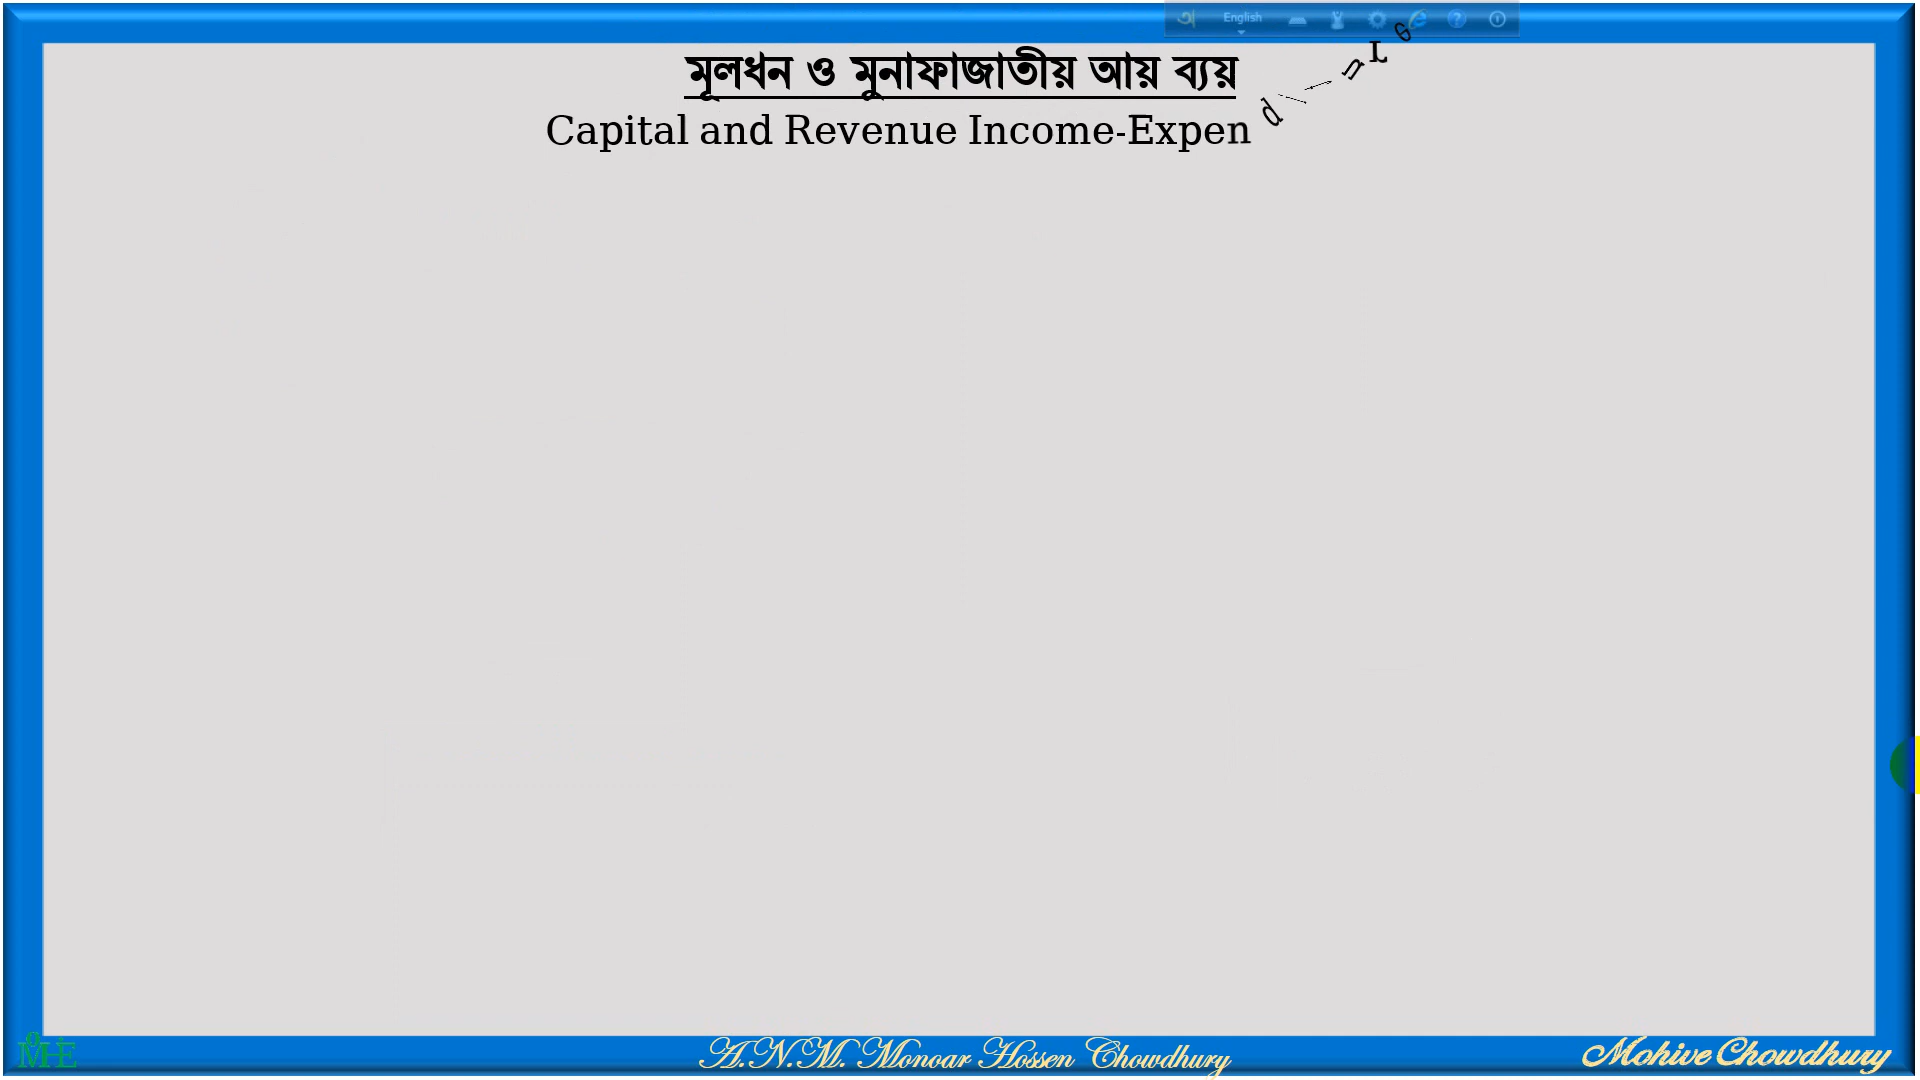 English
মূলধন ও মুনাফাজাতীয় আয় ব্যয়
Capital and Revenue Income-Expen
A.N.M. Monoar Hossen Chowdhury
Mohive Chowdhury